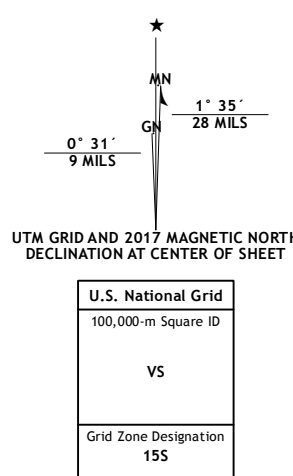 ★
MN
1° 35´
28 MILS
GN
0° 31´
9 MILS
UTM GRID AND 2017 MAGNETIC NORTH
DECLINATION AT CENTER OF SHEET
U.S. National Grid
100,000-m Square ID
VS
Grid Zone Designation
15S